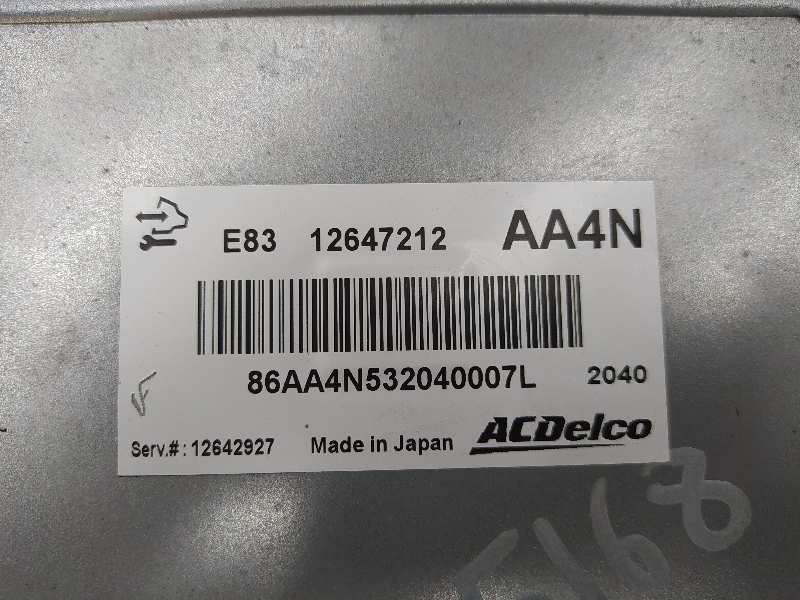 E83 12647212 AA4N
86AA4N532040007L 2040
Serv.#: 12642927 Made in Japan ACDelco